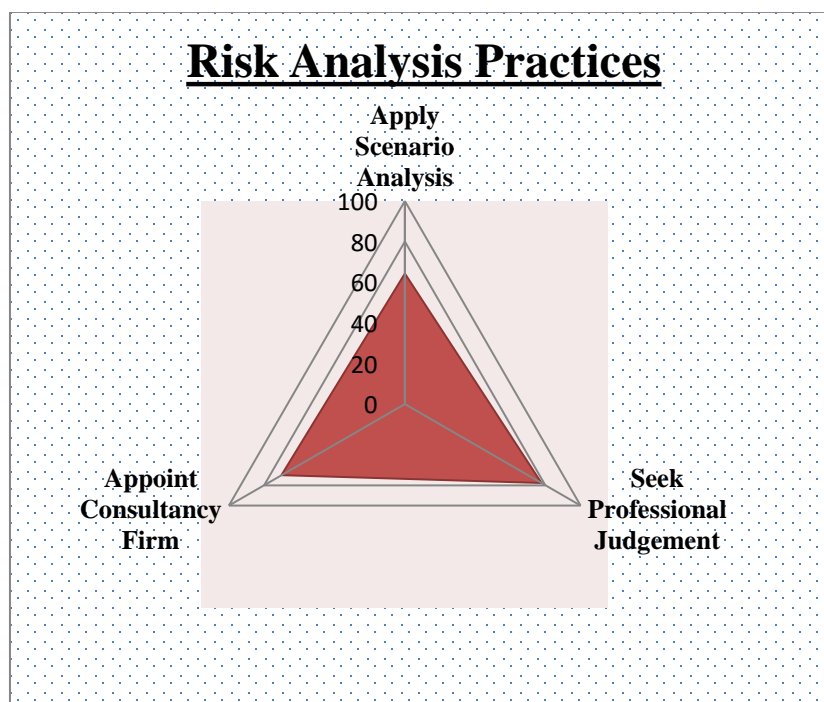 Risk Analysis Practices
Apply
Scenario
Analysis
100
80
60
40
20
0
Appoint
Consultancy
Firm
Seek
Professional
Judgement